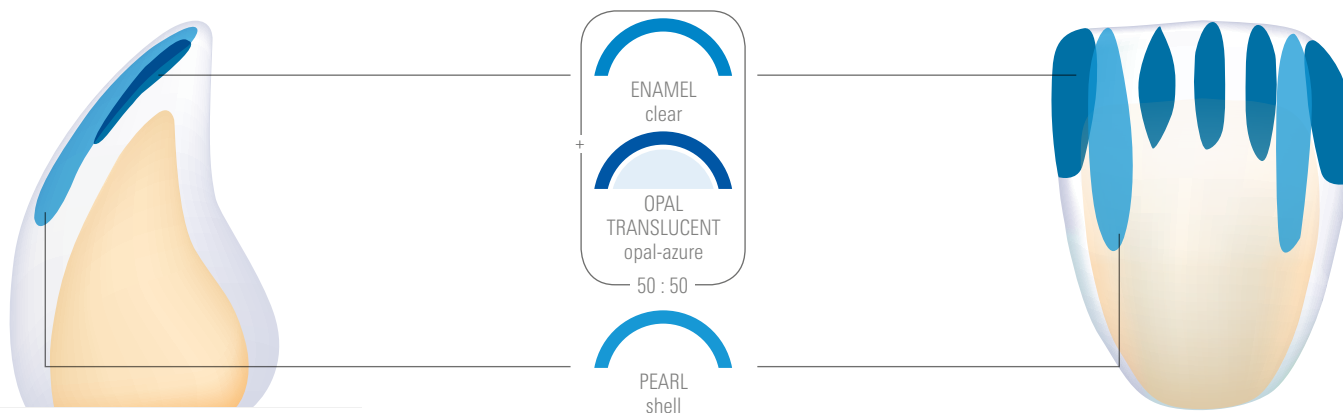 ENAMEL
clear
+
OPAL
TRANSLUCENT
opal-azure
50 : 50
PEARL
shell